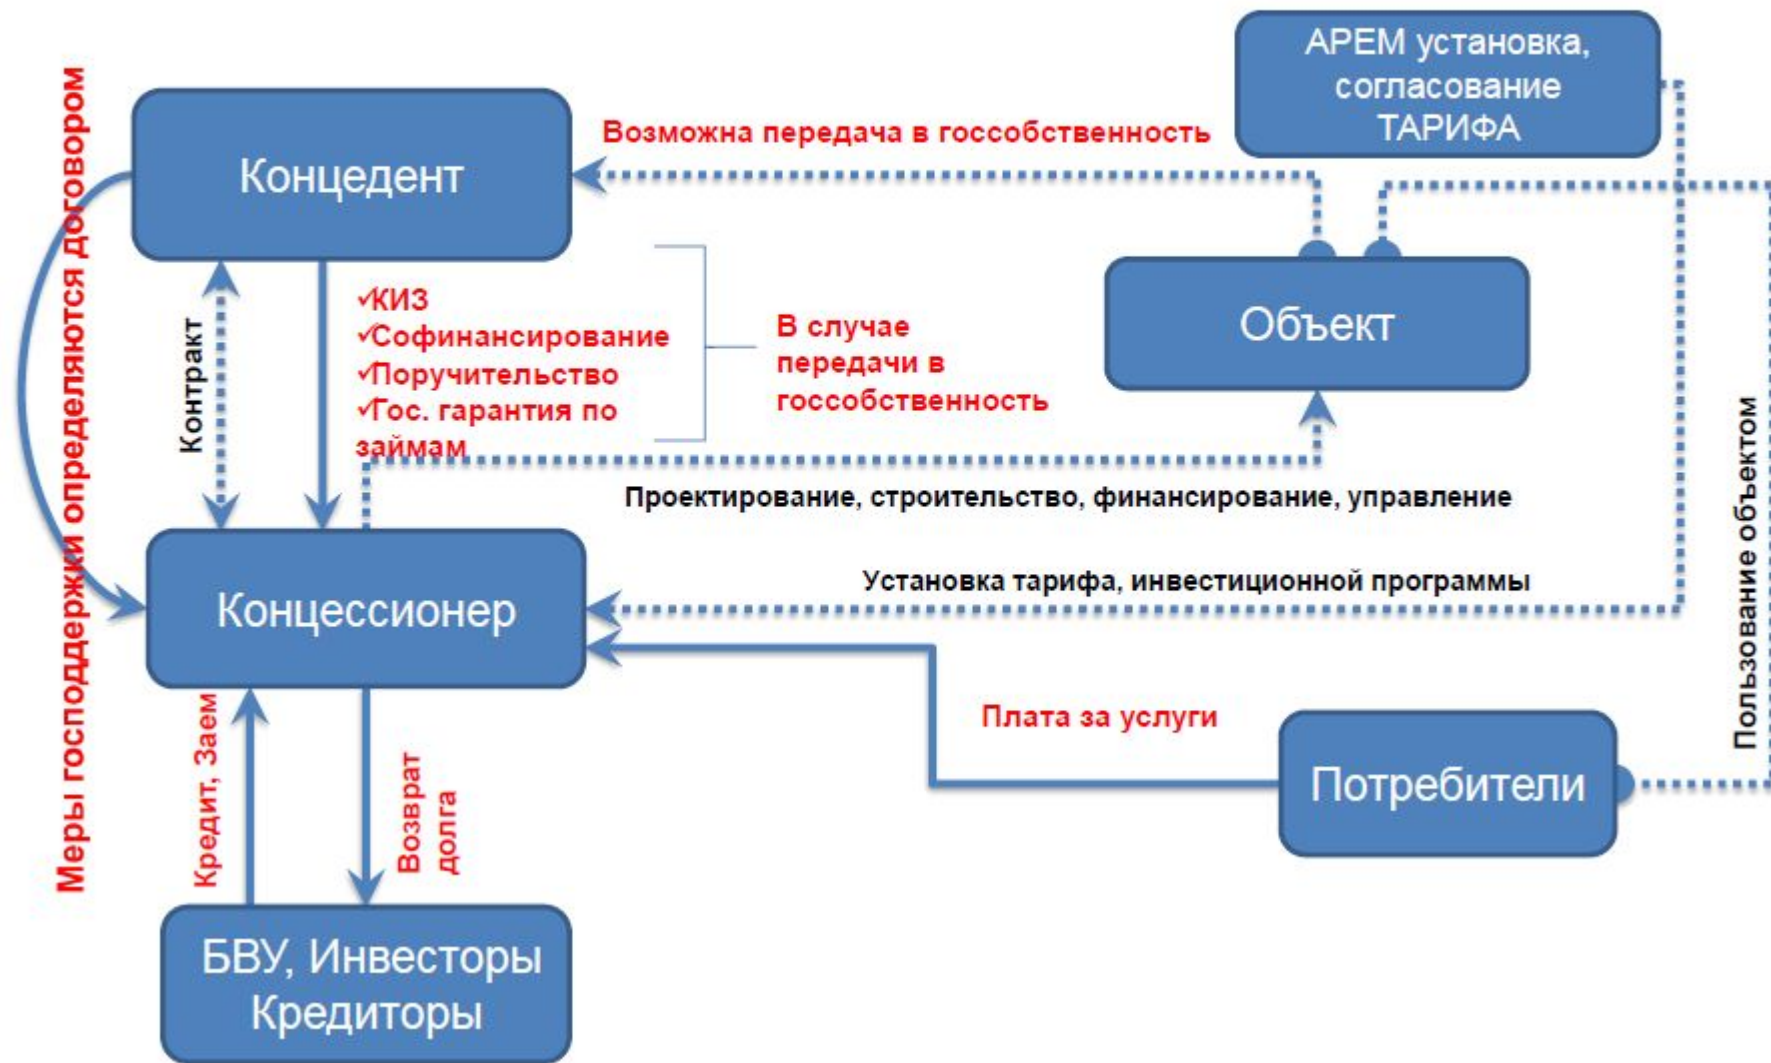 АРЕМ установка,
согласование
ТАРИФА
Возможна передача в госсобственность
Концедент
Меры господдержки определяются договором
Контракт
✓КИЗ
✓Софинансирование
✓Поручительство
✓Гос. гарантия по
займам
В случае
передачи в
госсобственность
Объект
Проектирование, строительство, финансирование, управление
Установка тарифа, инвестиционной программы
Концессионер
Пользование объектом
Кредит, Заем
Возврат
долга
Плата за услуги
Потребители
БВУ, Инвесторы
Кредиторы